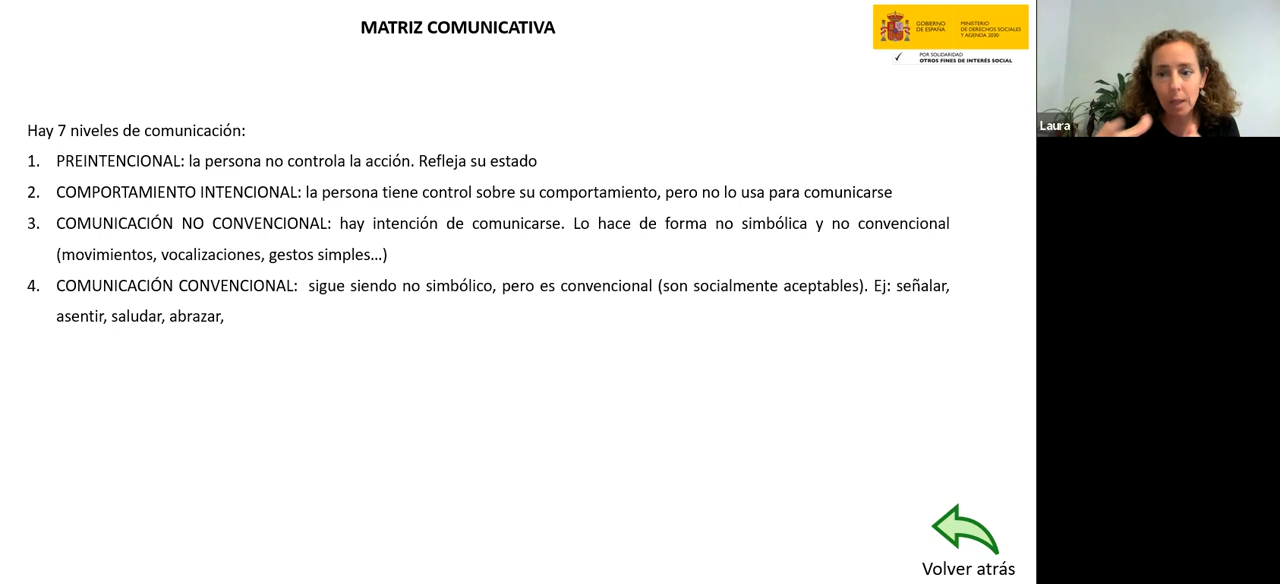 MATRIZ COMUNICATIVA
GOBIERNO
DE ESPAÑA
MINISTERIO
DE DERECHOS SOCIALES
Y AGENDA 2030
POR SOLIDARIDAD
OTROS FINES DE INTERÉS SOCIAL
Laura
Hay 7 niveles de comunicación:
1. PREINTENCIONAL: la persona no controla la acción. Refleja su estado
2. COMPORTAMIENTO INTENCIONAL: la persona tiene control sobre su comportamiento, pero no lo usa para comunicarse
3. COMUNICACIÓN NO CONVENCIONAL: hay intención de comunicarse. Lo hace de forma no simbólica y no convencional
(movimientos, vocalizaciones, gestos simples...)
4. COMUNICACIÓN CONVENCIONAL: sigue siendo no simbólico, pero es convencional (son socialmente aceptables). Ej: señalar,
asentir, saludar, abrazar,
Volver atrás